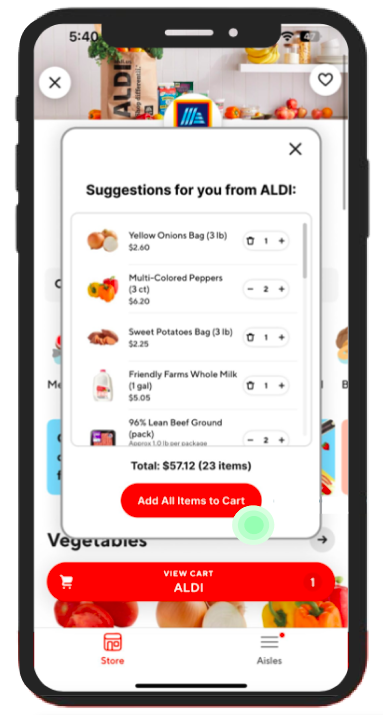 5:40
47
ALDI
Suggestions for you from ALDI:
Yellow Onions Bag (3 lb)
$2.60
1
Multi-Colored Peppers
(3 ct)
$6.20
2
Sweet Potatoes Bag (3 lb)
$2.25
1
Friendly Farms Whole Milk
(1 gal)
$5.05
1
96% Lean Beef Ground
(pack)
Approx 1.0 lb per package
2
Total: $57.12 (23 items)
Add All Items to Cart
Vegetables
VIEW CART
ALDI
1
Store
Aisles